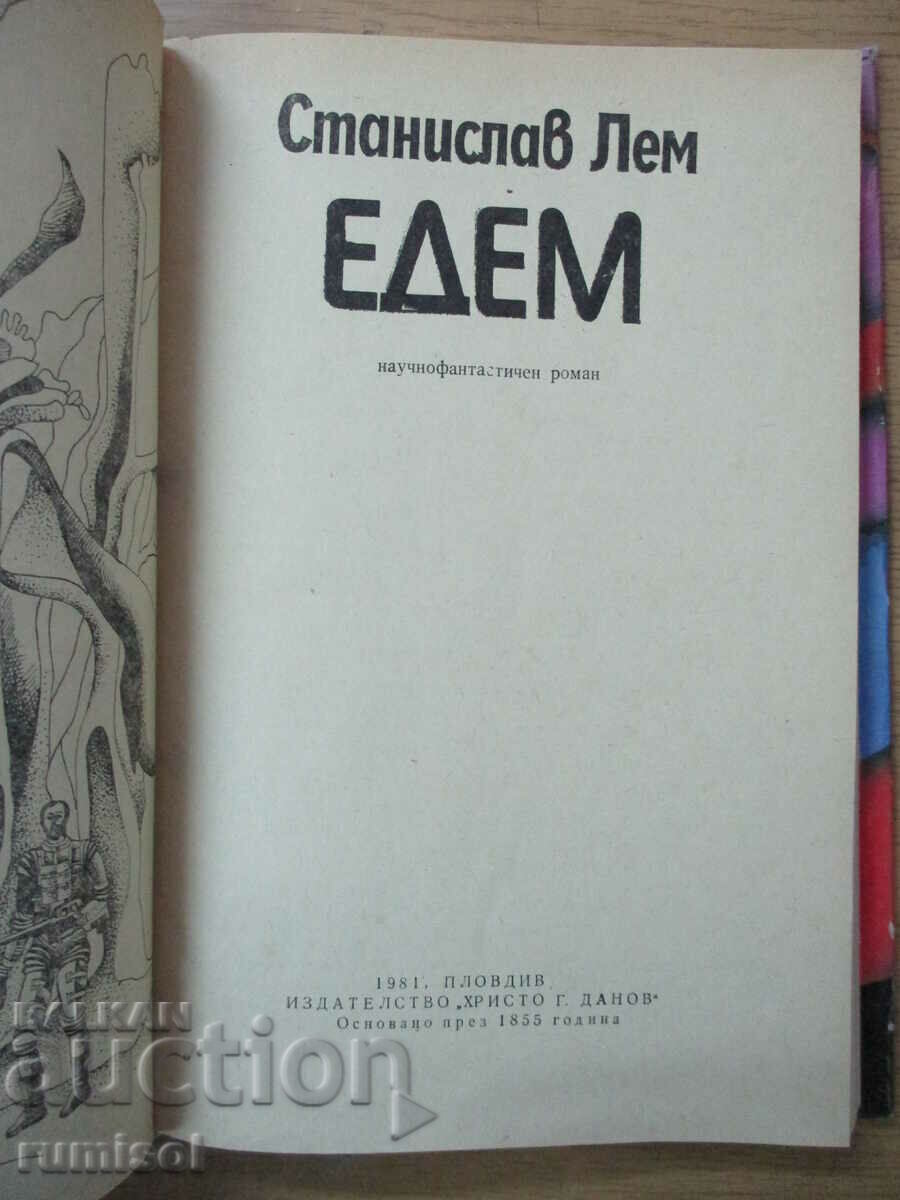 Станислав Лем
ЕДЕМ
научнофантастичен роман
1981, ПЛОВДИВ
ИЗДАТЕЛСТВО „ХРИСТО Г. ДАНОВ“
Основано през 1855 година
BALKAN
auction
rumisol